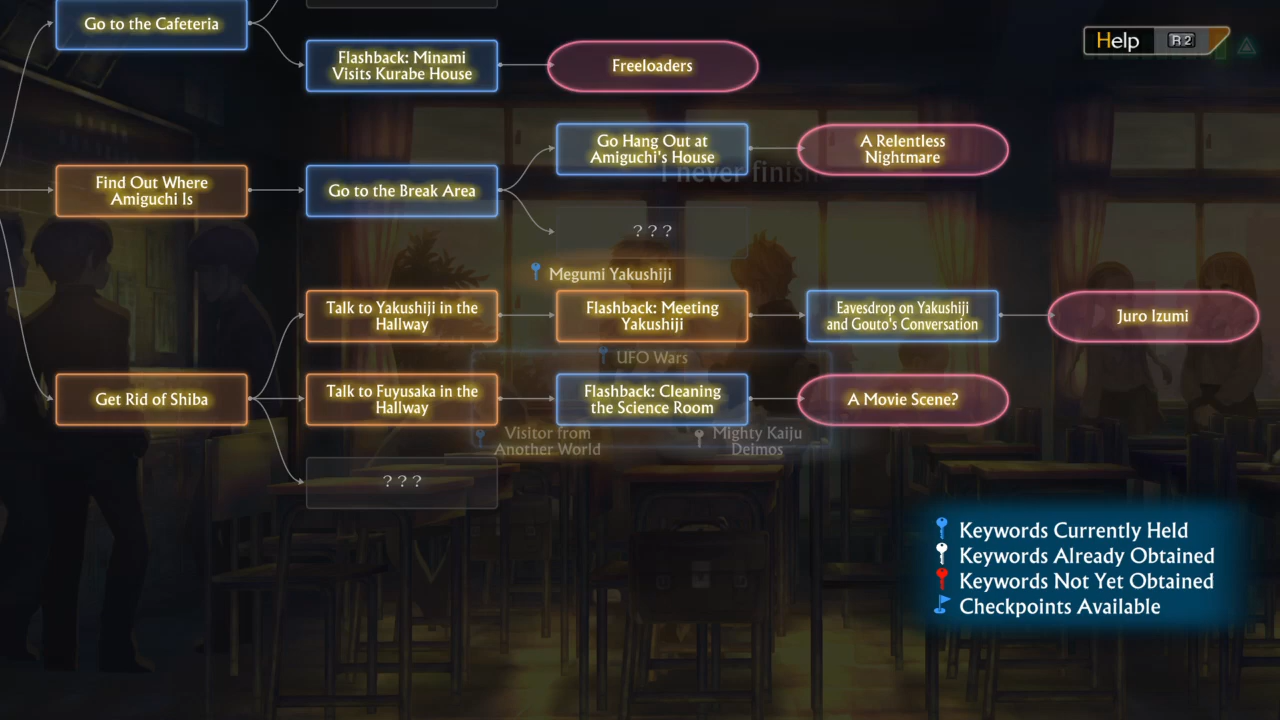 Go to the Cafeteria
Help R2
Flashback: Minami
Visits Kurabe House
Freeloaders
Go Hang Out at
Amiguchi's House
A Relentless
Nightmare
I never finish
Find Out Where
Amiguchi Is
Go to the Break Area
? ? ?
Megumi Yakushiji
Talk to Yakushiji in the
Hallway
Flashback: Meeting
Yakushiji
Eavesdrop on Yakushiji
and Gouto's Conversation
Juro Izumi
UFO Wars
Get Rid of Shiba
Talk to Fuyusaka in the
Hallway
Flashback: Cleaning
the Science Room
A Movie Scene?
Visitor from
Another World
Mighty Kaiju
Deimos
? ? ?
Keywords Currently Held
Keywords Already Obtained
Keywords Not Yet Obtained
Checkpoints Available